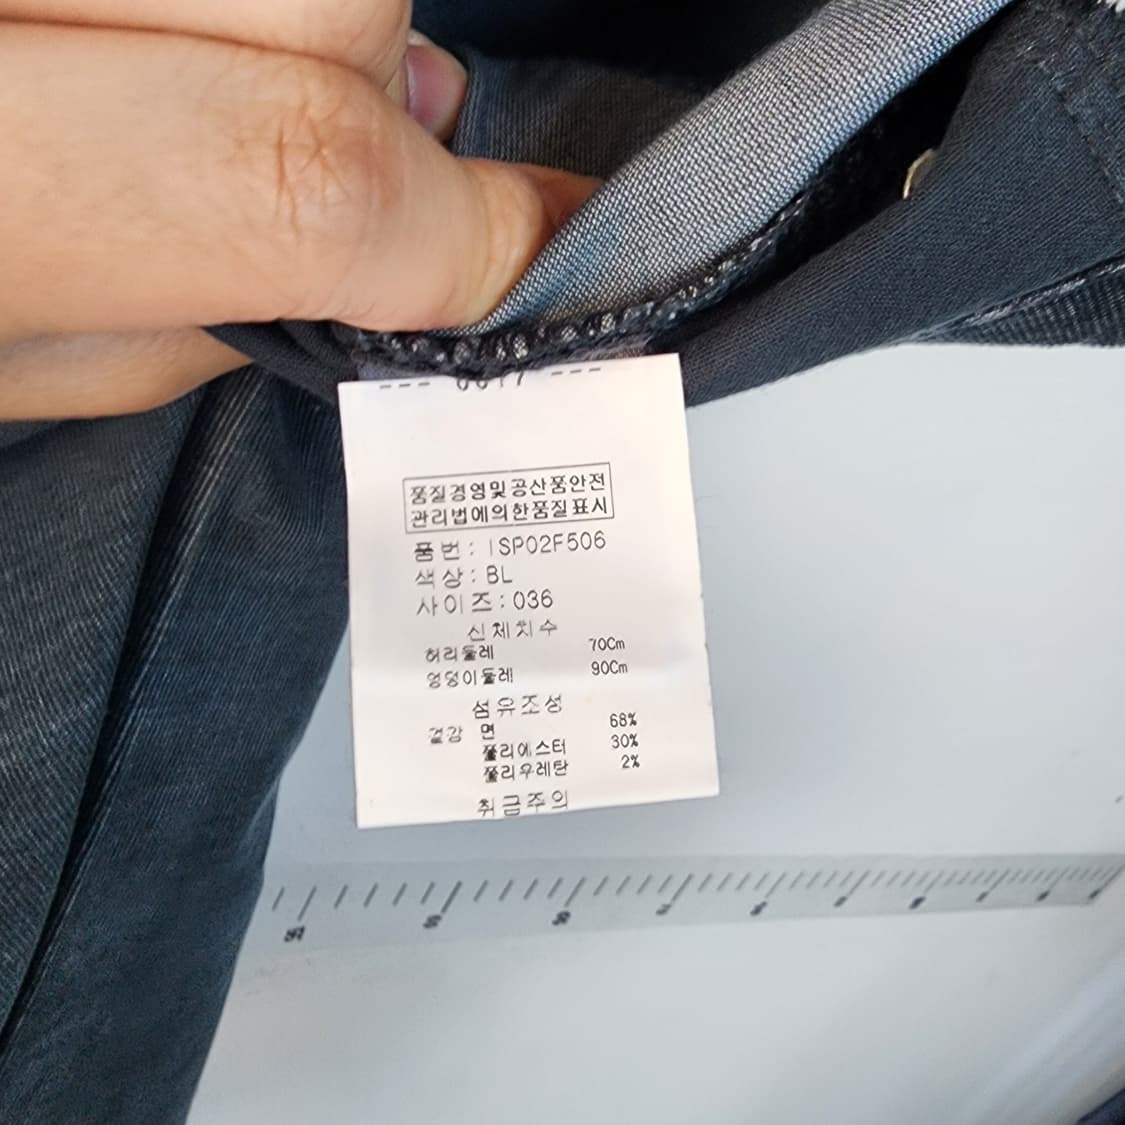 품질경영및공산품안전
관리법에의한품질표시
품번: ISP02F506
색상: BL
사이즈: 036
신체치수
허리둘레 70Cm
엉덩이둘레 90Cm
섬유조성
겉감 면 68%
폴리에스터 30%
폴리우레탄 2%
취급주의